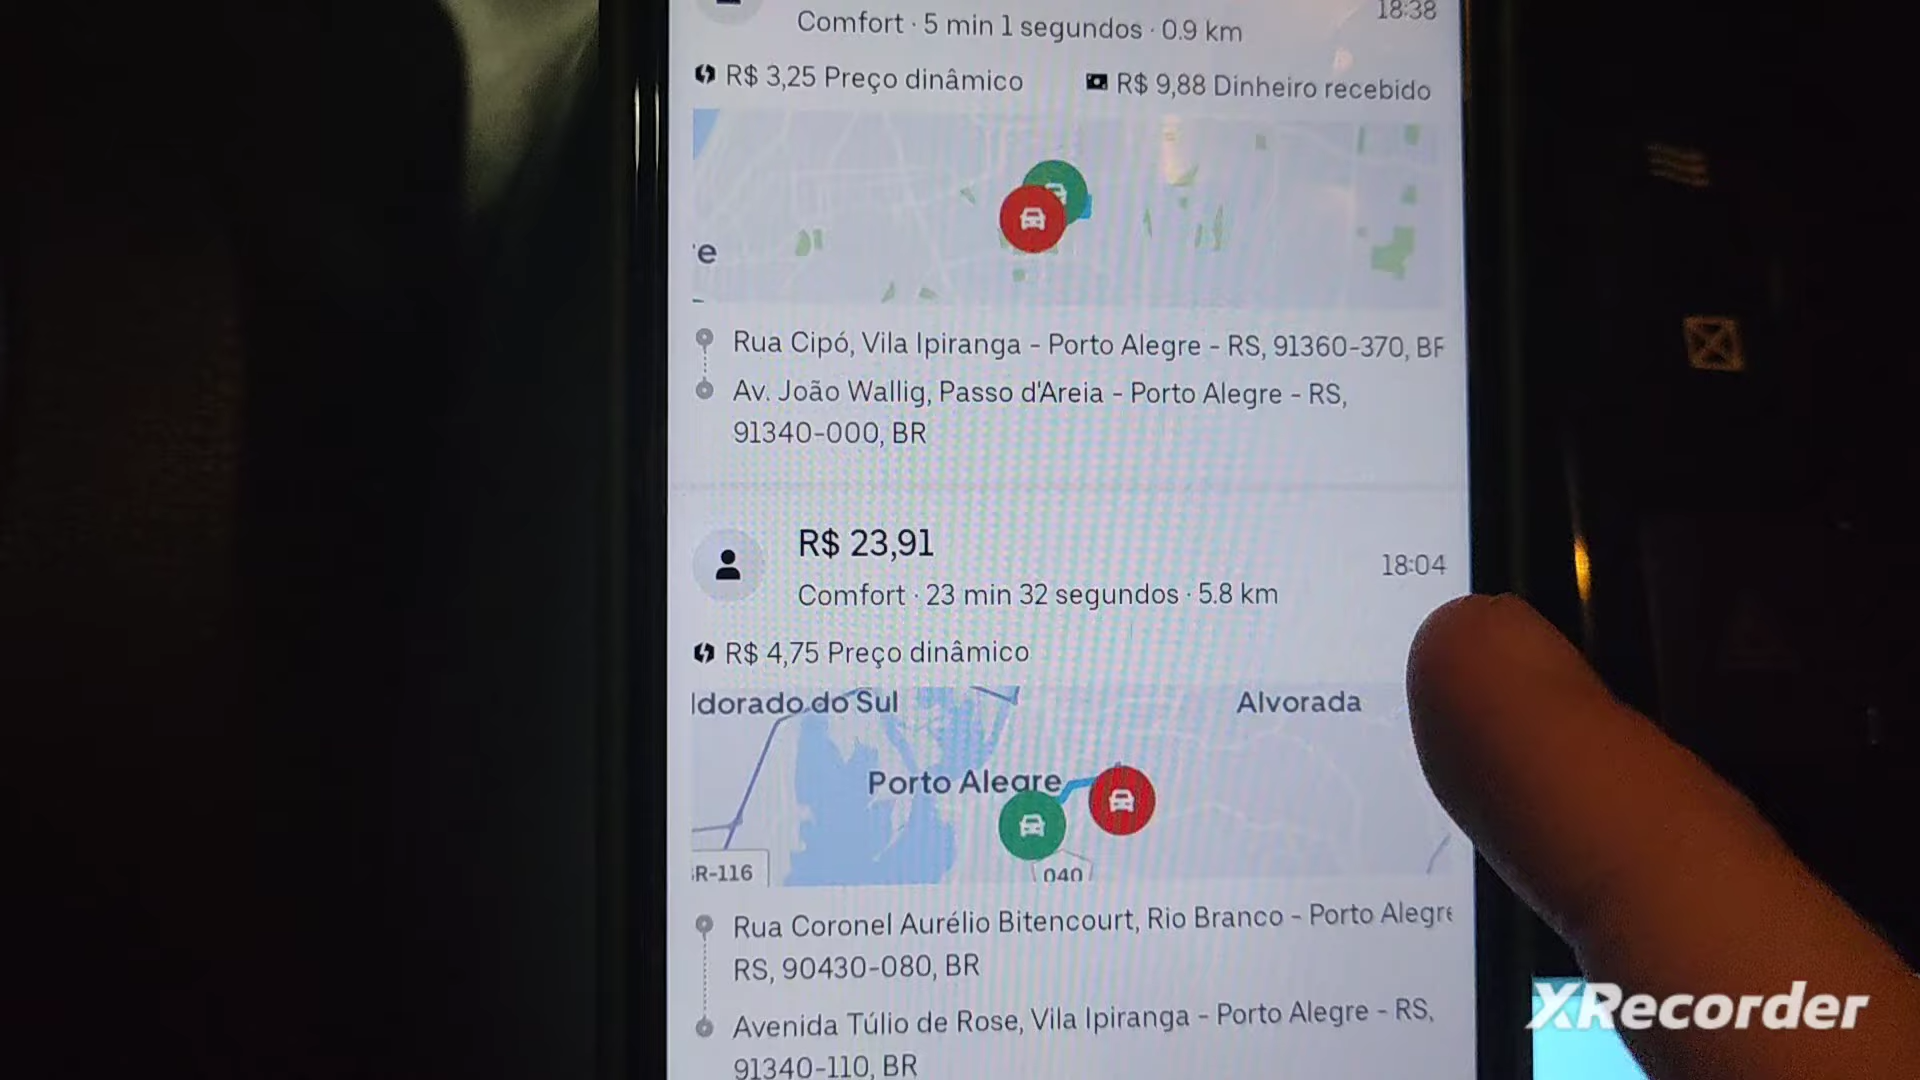 18:38
Comfort · 5 min 1 segundos · 0.9 km
R$ 3,25 Preço dinâmico
R$ 9,88 Dinheiro recebido
e
Rua Cipó, Vila Ipiranga - Porto Alegre - RS, 91360-370, BF
Av. João Wallig, Passo d'Areia - Porto Alegre - RS,
91340-000, BR
R$ 23,91
18:04
Comfort · 23 min 32 segundos · 5.8 km
R$ 4,75 Preço dinâmico
ldorado do Sul
Alvorada
Porto Alegre
R-116
040
Rua Coronel Aurélio Bitencourt, Rio Branco - Porto Alegre
RS, 90430-080, BR
Avenida Túlio de Rose, Vila Ipiranga - Porto Alegre - RS,
91340-110, BR
XRecorder